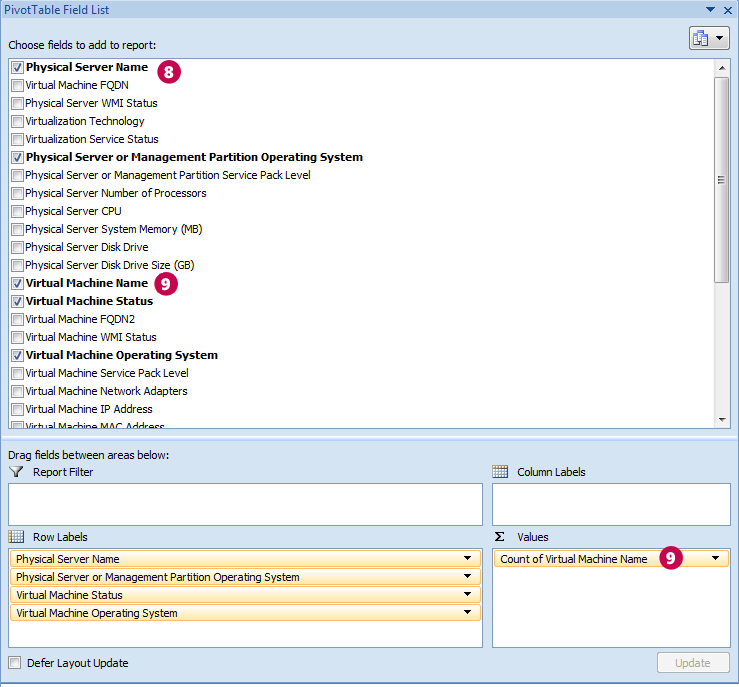 PivotTable Field List
Choose fields to add to report:
Physical Server Name 8
Virtual Machine FQDN
Physical Server WMI Status
Virtualization Technology
Virtualization Service Status
Physical Server or Management Partition Operating System
Physical Server or Management Partition Service Pack Level
Physical Server Number of Processors
Physical Server CPU
Physical Server System Memory (MB)
Physical Server Disk Drive
Physical Server Disk Drive Size (GB)
Virtual Machine Name 9
Virtual Machine Status
Virtual Machine FQDN2
Virtual Machine WMI Status
Virtual Machine Operating System
Virtual Machine Service Pack Level
Virtual Machine Network Adapters
Virtual Machine IP Address
Virtual Machine MAC Address
Drag fields between areas below:
Report Filter
Column Labels
Row Labels
Σ Values
Physical Server Name
Count of Virtual Machine Name 9
Physical Server or Management Partition Operating System
Virtual Machine Status
Virtual Machine Operating System
Defer Layout Update
Update